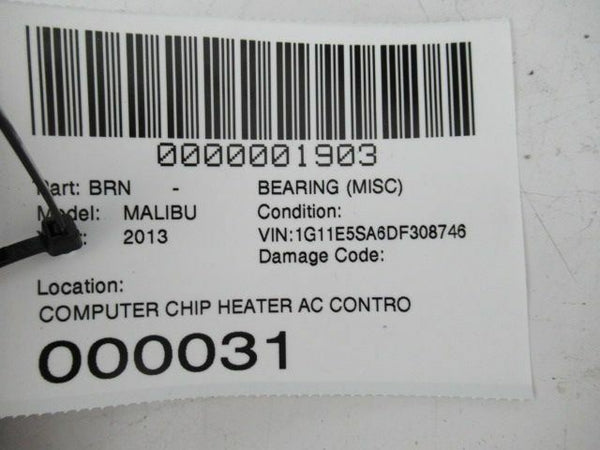 0000001903
Part: BRN - BEARING (MISC)
Model: MALIBU Condition:
2013 VIN:1G11E5SA6DF308746
Damage Code:
Location:
COMPUTER CHIP HEATER AC CONTRO
000031